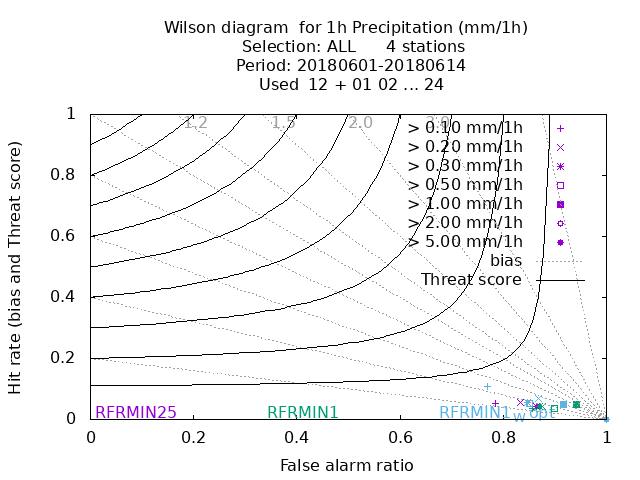 Wilson diagram for 1h Precipitation (mm/1h)
Selection: ALL 4 stations
Period: 20180601-20180614
Used 12 + 01 02 ... 24
1.2 1.5 2.0 3.0
> 0.10 mm/1h
> 0.20 mm/1h
> 0.30 mm/1h
> 0.50 mm/1h
> 1.00 mm/1h
> 2.00 mm/1h
> 5.00 mm/1h
bias
Threat score
Hit rate (bias and Threat score)
1
0.8
0.6
0.4
0.2
0
RFRMIN25 RFRMIN1 RFRMIN1_W_opt
0 0.2 0.4 0.6 0.8 1
False alarm ratio